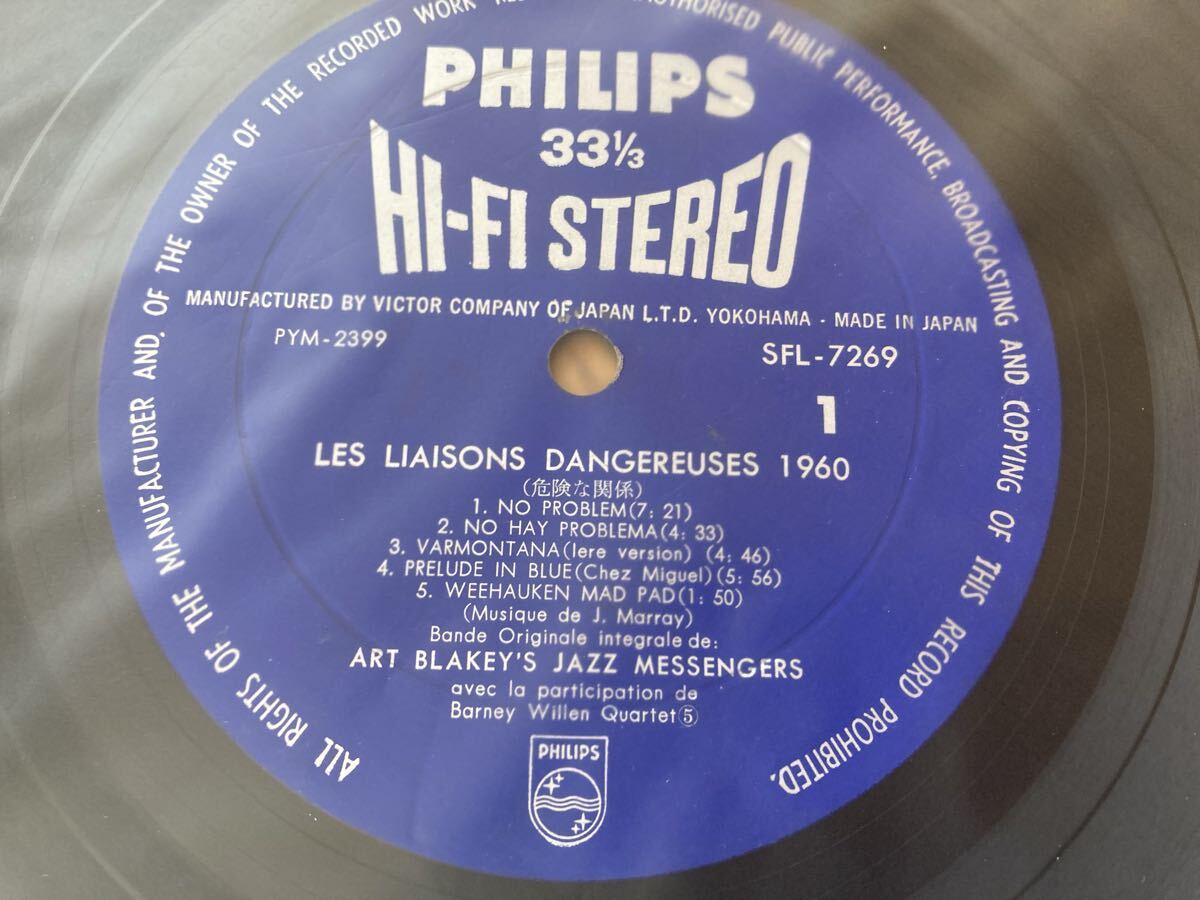 ALL RIGHTS OF THE MANUFACTURER AND, OF THE OWNER OF THE RECORDED WORK AUTHORISED PUBLIC PERFORMANCE, BROADCASTING AND COPYING OF THIS RECORD PROHIBITED.
PHILIPS
33⅓
HI-FI STEREO
MANUFACTURED BY VICTOR COMPANY OF JAPAN L.T.D. YOKOHAMA - MADE IN JAPAN
PYM-2399
SFL-7269
1
LES LIAISONS DANGEREUSES 1960
(危険な関係)
1. NO PROBLEM(7: 21)
2. NO HAY PROBLEMA(4: 33)
3. VARMONTANA(lere version) (4: 46)
4. PRELUDE IN BLUE(Chez Miguel)(5: 56)
5. WEEHAUKEN MAD PAD(1: 50)
(Musique de J. Marray)
Bande Originale integrale de:
ART BLAKEY'S JAZZ MESSENGERS
avec la participation de
Barney Willen Quartet⑤
PHILIPS